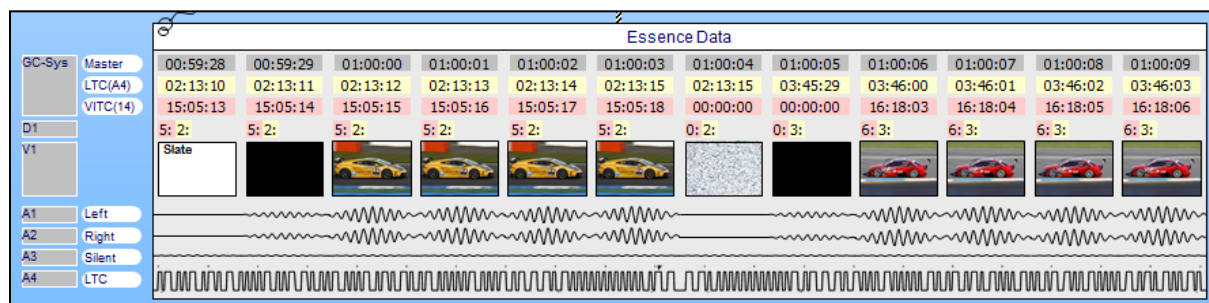 Essence Data
GC-Sys Master 00:59:28 00:59:29 01:00:00 01:00:01 01:00:02 01:00:03 01:00:04 01:00:05 01:00:06 01:00:07 01:00:08 01:00:09
LTC(A4) 02:13:10 02:13:11 02:13:12 02:13:13 02:13:14 02:13:15 02:13:15 03:45:29 03:46:00 03:46:01 03:46:02 03:46:03
VITC(14) 15:05:13 15:05:14 15:05:15 15:05:16 15:05:17 15:05:18 00:00:00 00:00:00 16:18:03 16:18:04 16:18:05 16:18:06
D1 5: 2: 5: 2: 5: 2: 5: 2: 5: 2: 5: 2: 0: 2: 0: 3: 6: 3: 6: 3: 6: 3: 6: 3:
V1 Slate
A1 Left
A2 Right
A3 Silent
A4 LTC